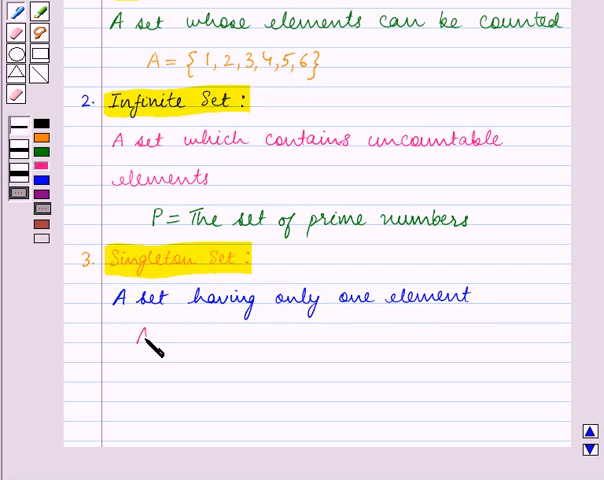 A set whose elements can be counted
A = { 1, 2, 3, 4, 5, 6}
2. Infinite Set :
A set which contains uncountable
elements
P = The set of prime numbers
3. Singleton Set :
A set having only one element